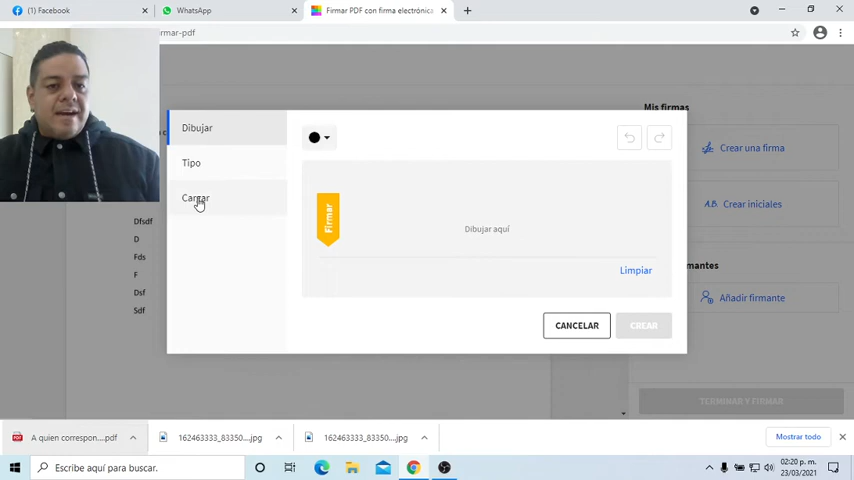 (1) Facebook
WhatsApp
Firmar PDF con firma electrónica
rmar-pdf
Mis firmas
Dibujar
Tipo
Cargar
Firmar
Dibujar aquí
Limpiar
CANCELAR
CREAR
Crear una firma
A.B.
Crear iniciales
mantes
Añadir firmante
TERMINAR Y FIRMAR
Dfsdf
D
Fds
F
Dsf
Sdf
A quien correspon....pdf
162463333_83350....jpg
162463333_83350....jpg
Mostrar todo
Escribe aquí para buscar.
02:20 p. m.
23/03/2021